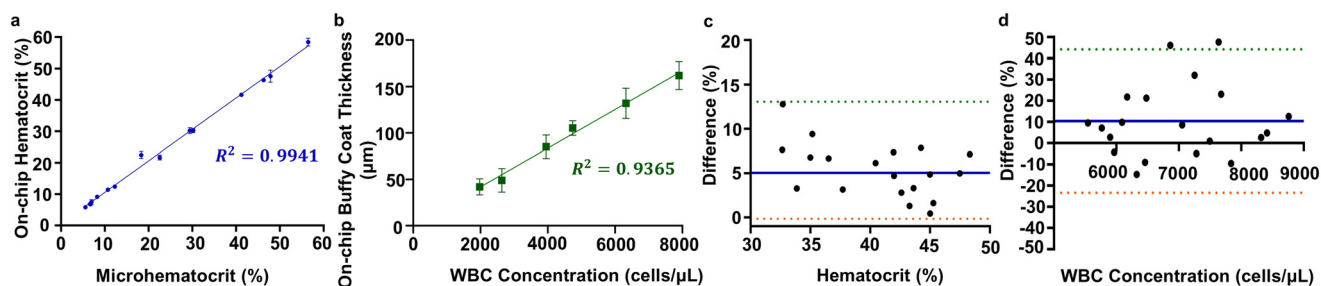 a
On-chip Hematocrit (%)
60
50
40
30
20
10
0
0 10 20 30 40 50 60
Microhematocrit (%)
R² = 0.9941
b
On-chip Buffy Coat Thickness
(µm)
200
150
100
50
0
2000 4000 6000 8000
WBC Concentration (cells/µL)
R² = 0.9365
c
Difference (%)
20
15
10
5
0
30 35 40 45 50
Hematocrit (%)
d
Difference (%)
50
40
30
20
10
0
-10
-20
-30
-40
-50
6000 7000 8000 9000
WBC Concentration (cells/µL)